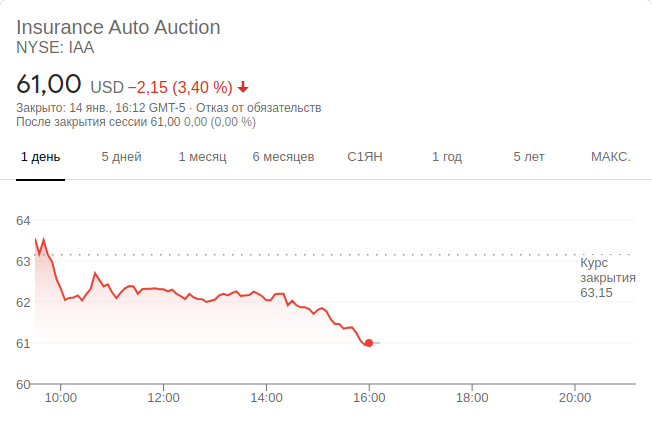 Insurance Auto Auction
NYSE: IAA
61,00 USD −2,15 (3,40 %)
Закрыто: 14 янв., 16:12 GMT-5 · Отказ от обязательств
После закрытия сессии 61,00 0,00 (0,00 %)
1 день 5 дней 1 месяц 6 месяцев С1ЯН 1 год 5 лет МАКС.
64
63
62
61
60
Курс
закрытия
63,15
10:00 12:00 14:00 16:00 18:00 20:00